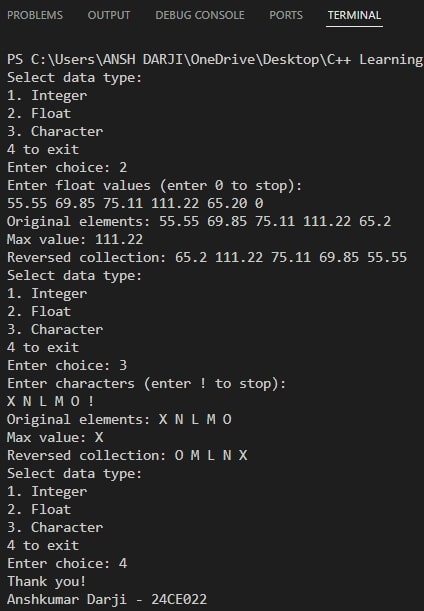 PROBLEMS OUTPUT DEBUG CONSOLE PORTS TERMINAL
PS C:\Users\ANSH DARJI\OneDrive\Desktop\C++ Learning
Select data type:
1. Integer
2. Float
3. Character
4 to exit
Enter choice: 2
Enter float values (enter 0 to stop):
55.55 69.85 75.11 111.22 65.20 0
Original elements: 55.55 69.85 75.11 111.22 65.2
Max value: 111.22
Reversed collection: 65.2 111.22 75.11 69.85 55.55
Select data type:
1. Integer
2. Float
3. Character
4 to exit
Enter choice: 3
Enter characters (enter ! to stop):
X N L M O !
Original elements: X N L M O
Max value: X
Reversed collection: O M L N X
Select data type:
1. Integer
2. Float
3. Character
4 to exit
Enter choice: 4
Thank you!
Anshkumar Darji - 24CE022